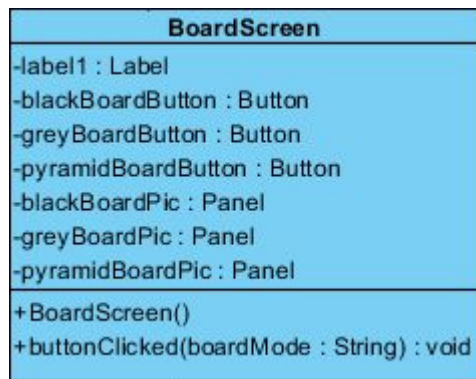 BoardScreen
-label1 : Label
-blackBoardButton : Button
-greyBoardButton : Button
-pyramidBoardButton : Button
-blackBoardPic : Panel
-greyBoardPic : Panel
-pyramidBoardPic : Panel
+BoardScreen()
+buttonClicked(boardMode : String) : void